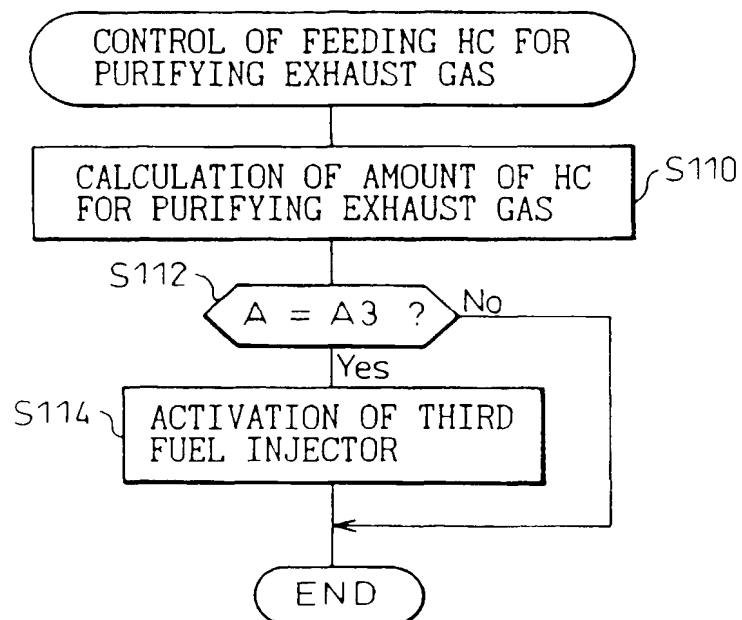 CONTROL OF FEEDING HC FOR
PURIFYING EXHAUST GAS
CALCULATION OF AMOUNT OF HC
FOR PURIFYING EXHAUST GAS
S110
S112
A = A3 ?
No
Yes
S114
ACTIVATION OF THIRD
FUEL INJECTOR
END